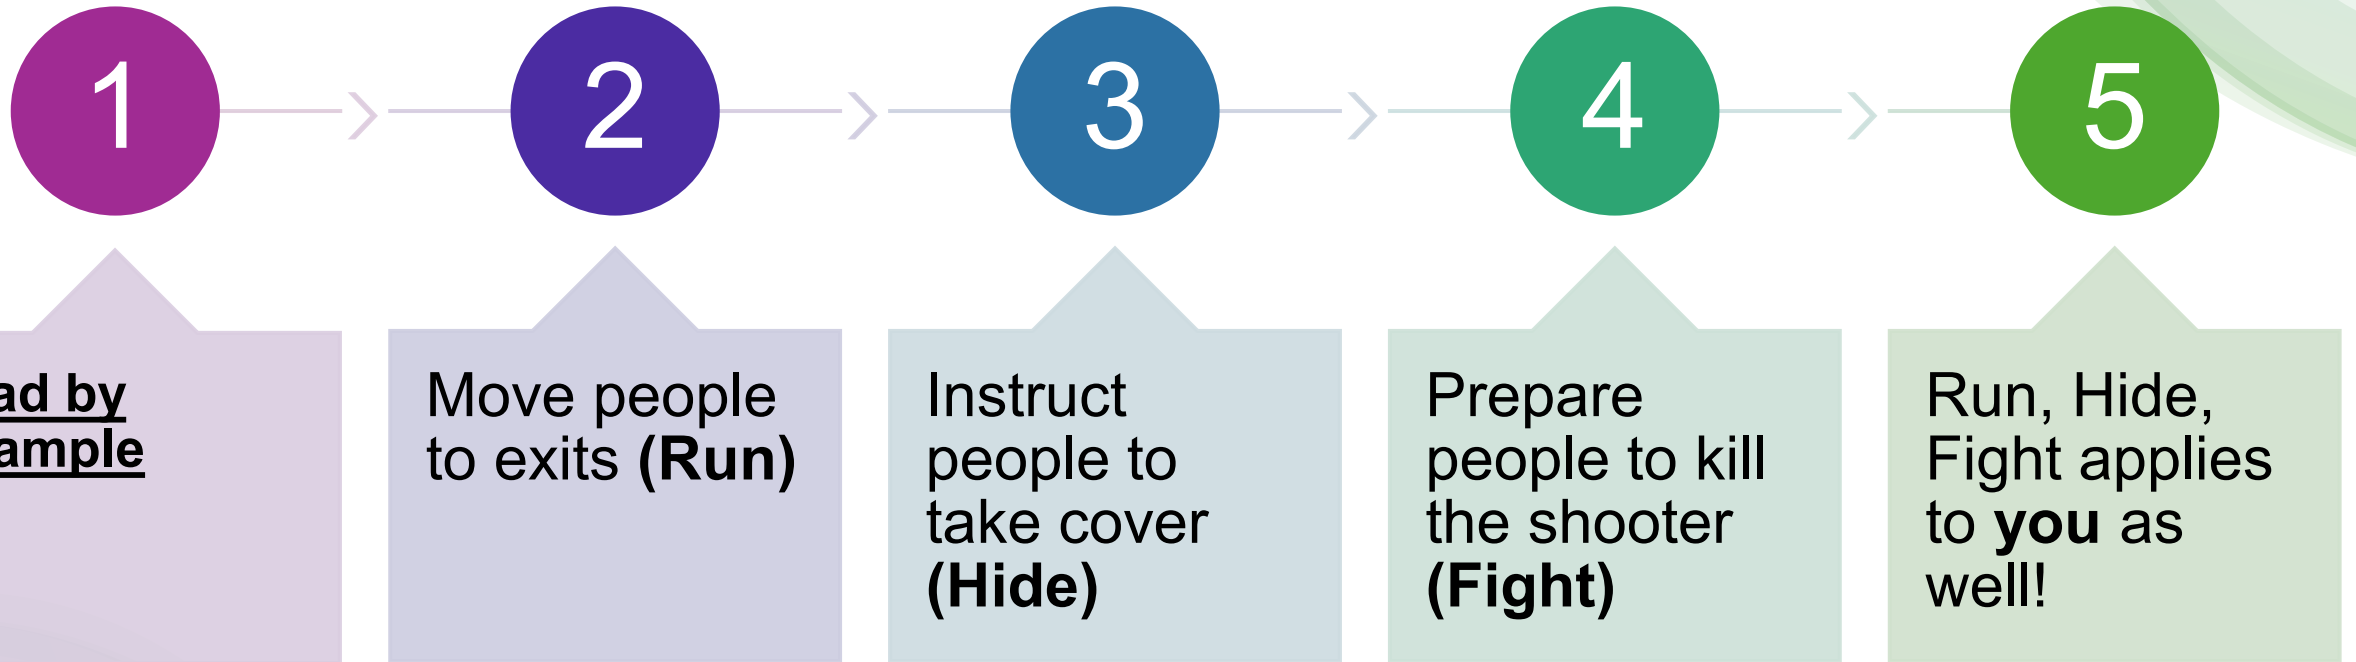 1
2
3
4
5
ad by
ample
Move people
to exits (Run)
Instruct
people to
take cover
(Hide)
Prepare
people to kill
the shooter
(Fight)
Run, Hide,
Fight applies
to you as
well!